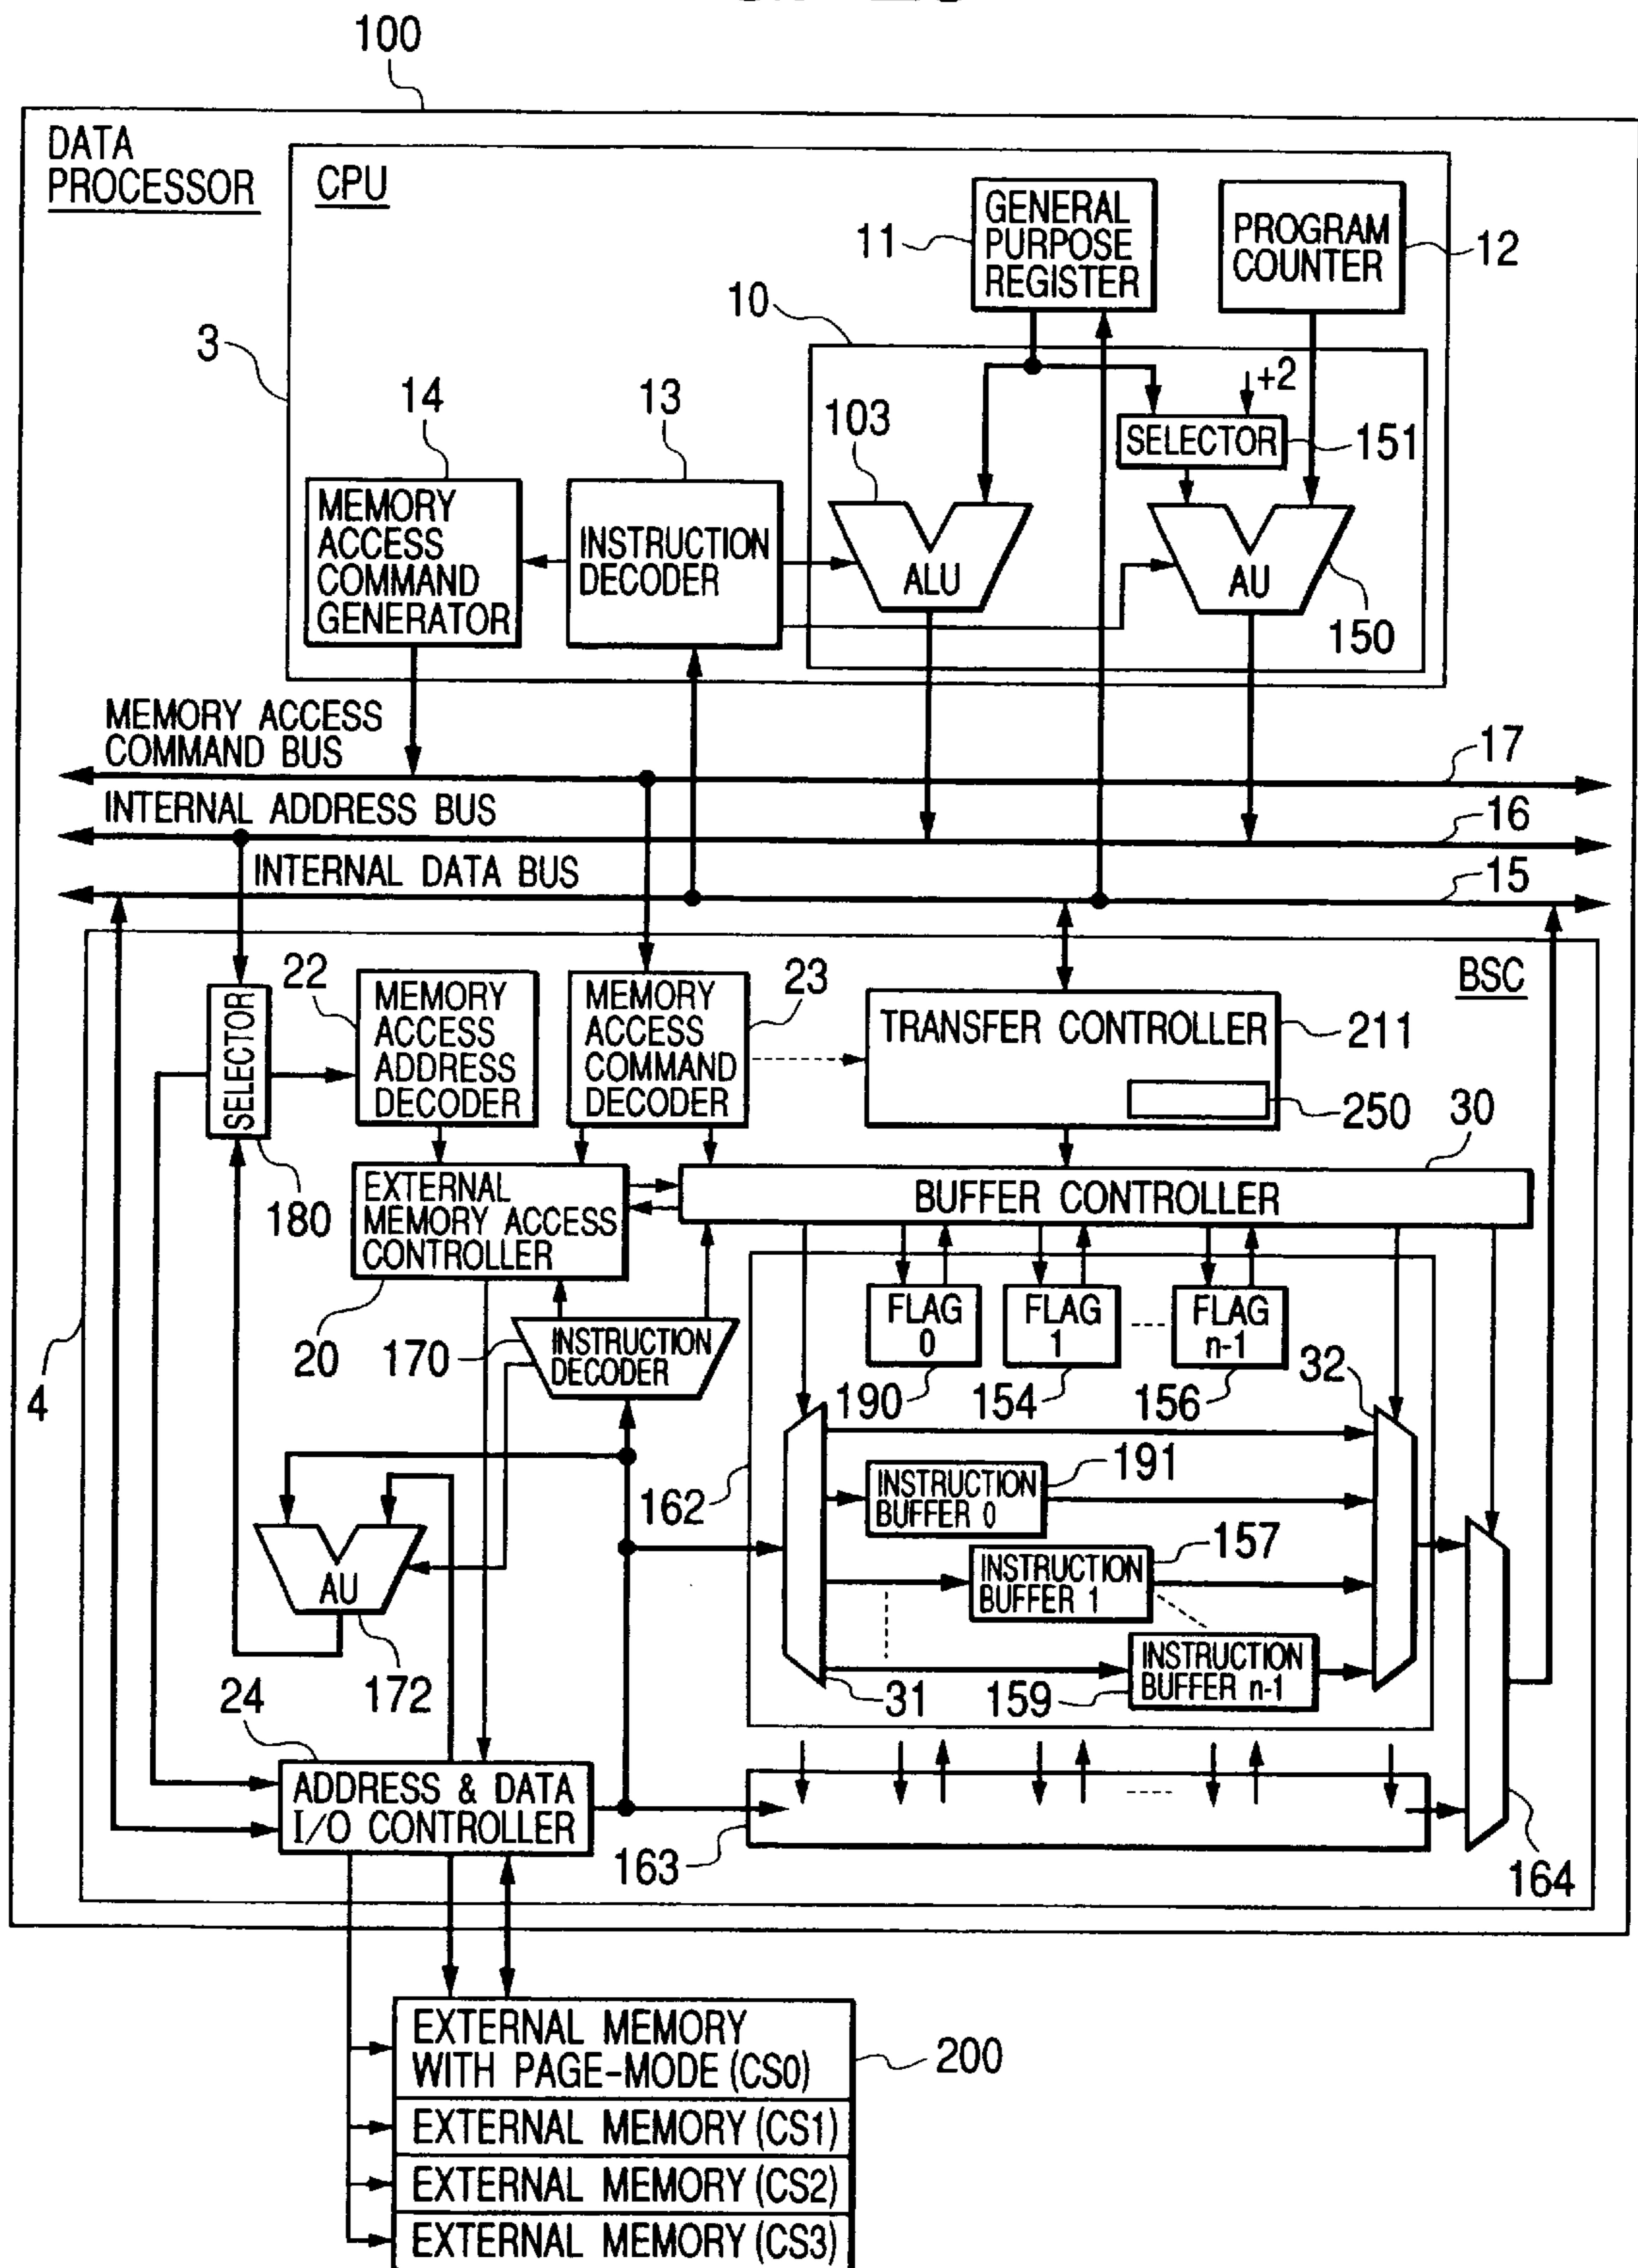 100
DATA
PROCESSOR
CPU
GENERAL
PURPOSE
REGISTER
11
PROGRAM
COUNTER
12
10
3
14
13
103
+2
SELECTOR
151
MEMORY
ACCESS
COMMAND
GENERATOR
INSTRUCTION
DECODER
ALU
AU
150
MEMORY ACCESS
COMMAND BUS
17
INTERNAL ADDRESS BUS
16
INTERNAL DATA BUS
15
BSC
22
23
SELECTOR
MEMORY
ACCESS
ADDRESS
DECODER
MEMORY
ACCESS
COMMAND
DECODER
TRANSFER CONTROLLER
211
250
30
180
EXTERNAL
MEMORY ACCESS
CONTROLLER
BUFFER CONTROLLER
4
20
170
INSTRUCTION
DECODER
FLAG
0
FLAG
1
FLAG
n-1
190
154
156
32
162
INSTRUCTION
BUFFER 0
191
INSTRUCTION
BUFFER 1
157
INSTRUCTION
BUFFER n-1
159
31
AU
172
24
ADDRESS & DATA
I/O CONTROLLER
163
164
EXTERNAL MEMORY
WITH PAGE-MODE (CS0)
200
EXTERNAL MEMORY (CS1)
EXTERNAL MEMORY (CS2)
EXTERNAL MEMORY (CS3)